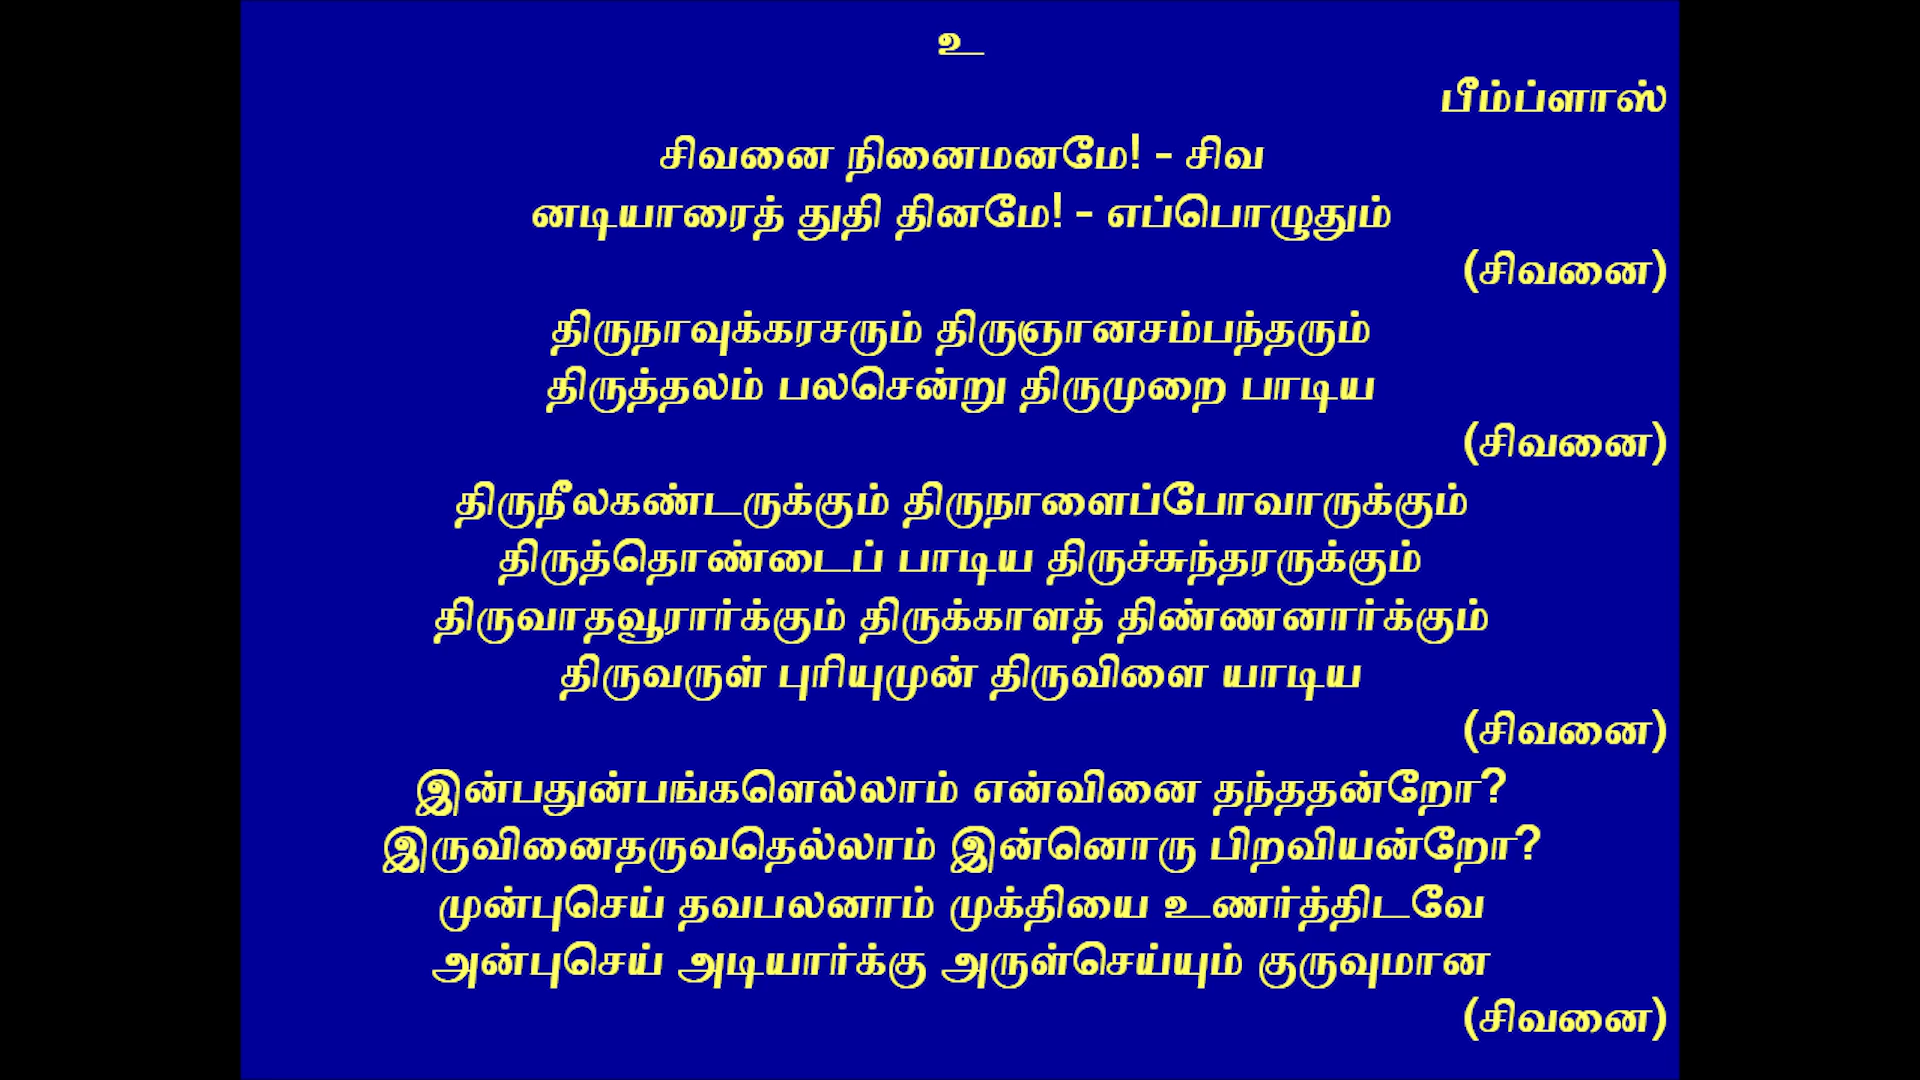 உ
பீம்ப்ளாஸ்
சிவனை நினைமனமே! - சிவ
னடியாரைத் துதி தினமே! - எப்பொழுதும்
(சிவனை)
திருநாவுக்கரசரும் திருஞானசம்பந்தரும்
திருத்தலம் பலசென்று திருமுறை பாடிய
(சிவனை)
திருநீலகண்டருக்கும் திருநாளைப்போவாருக்கும்
திருத்தொண்டைப் பாடிய திருச்சுந்தரருக்கும்
திருவாதவூரார்க்கும் திருக்காளத் திண்ணனார்க்கும்
திருவருள் புரியுமுன் திருவிளை யாடிய
(சிவனை)
இன்பதுன்பங்களெல்லாம் என்வினை தந்ததன்றோ?
இருவினைதருவதெல்லாம் இன்னொரு பிறவியன்றோ?
முன்புசெய் தவபலனாம் முக்தியை உணர்த்திடவே
அன்புசெய் அடியார்க்கு அருள்செய்யும் குருவுமான
(சிவனை)